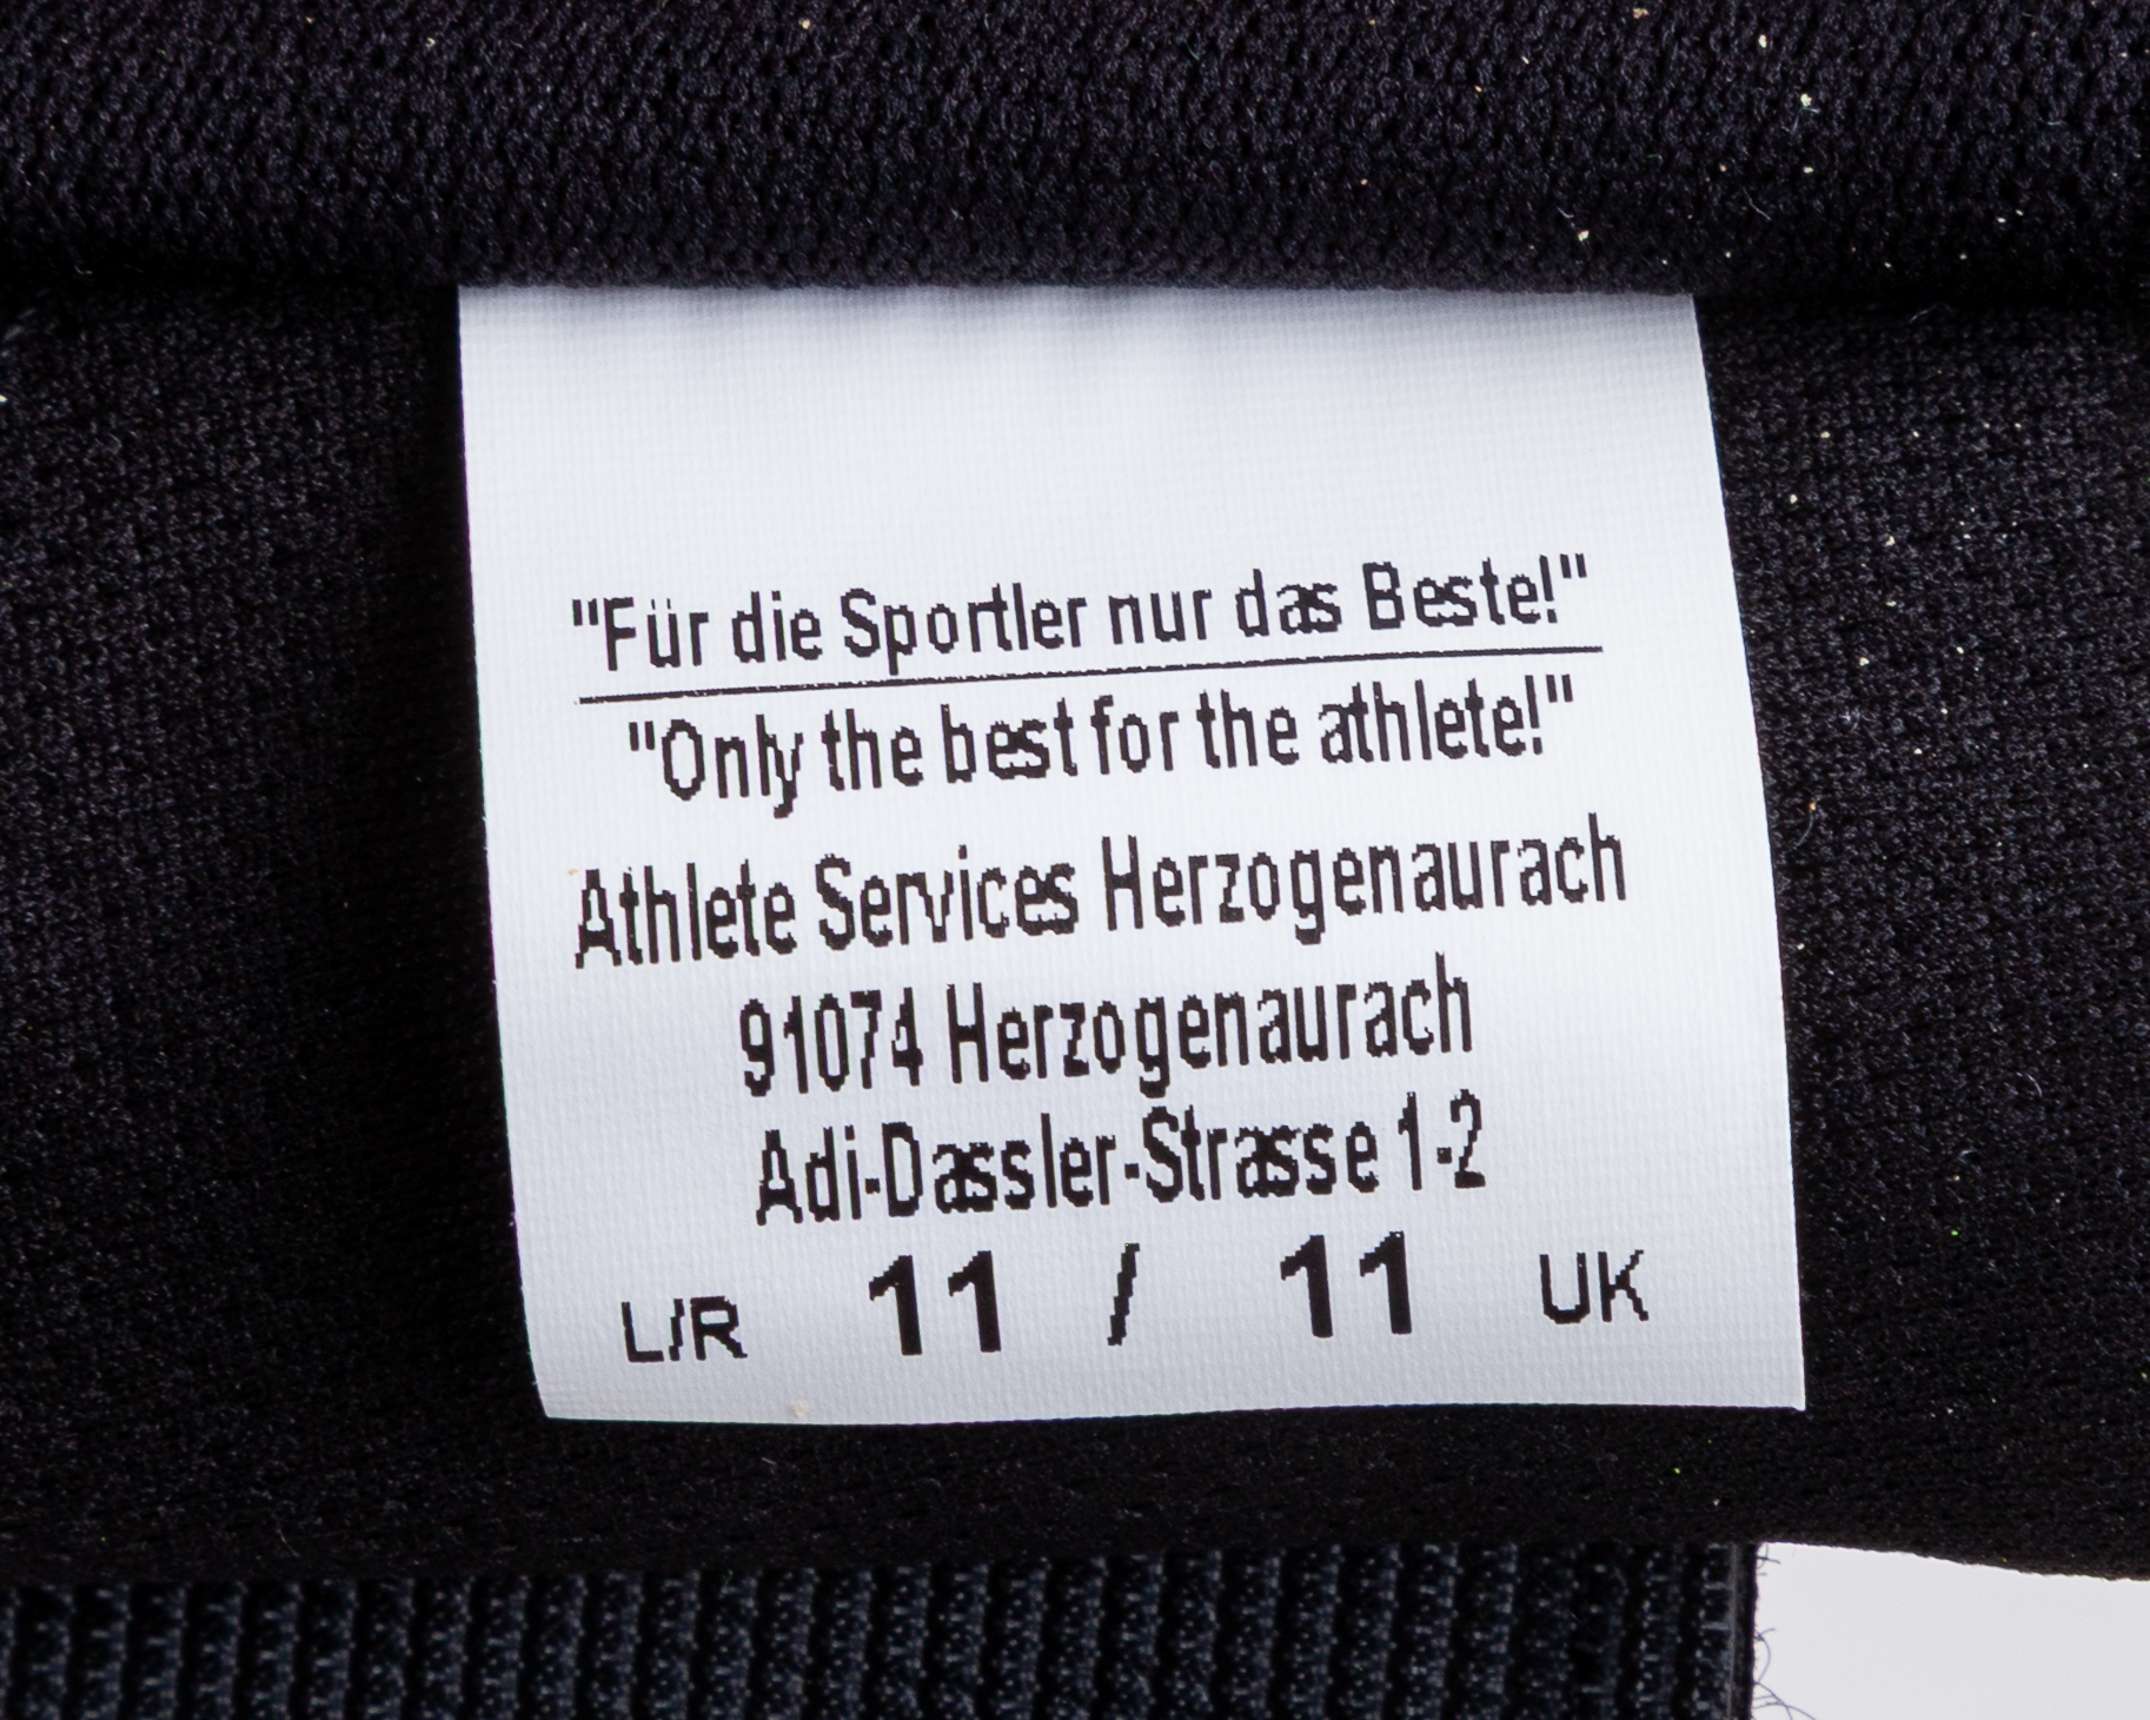 "Für die Sportler nur das Beste!"
"Only the best for the athlete!"
Athlete Services Herzogenaurach
91074 Herzogenaurach
Adi-Dassler-Strasse 1-2
L/R 11 / 11 UK